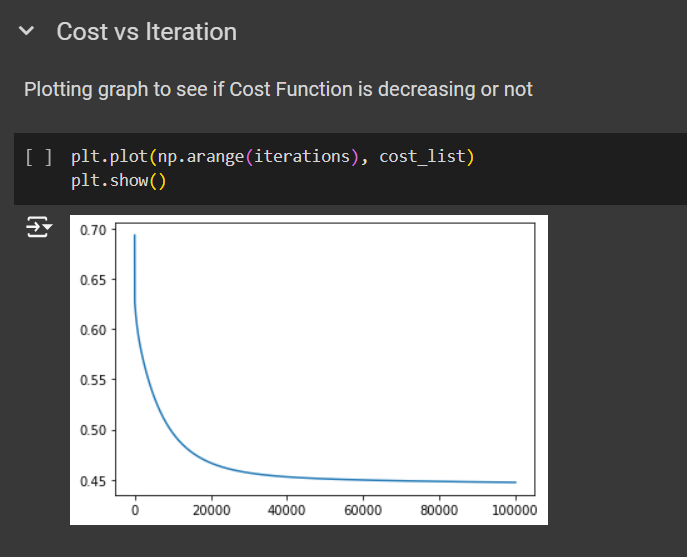 Cost vs Iteration
Plotting graph to see if Cost Function is decreasing or not
[ ] plt.plot(np.arange(iterations), cost_list)
plt.show()
0.70
0.65
0.60
0.55
0.50
0.45
0 20000 40000 60000 80000 100000